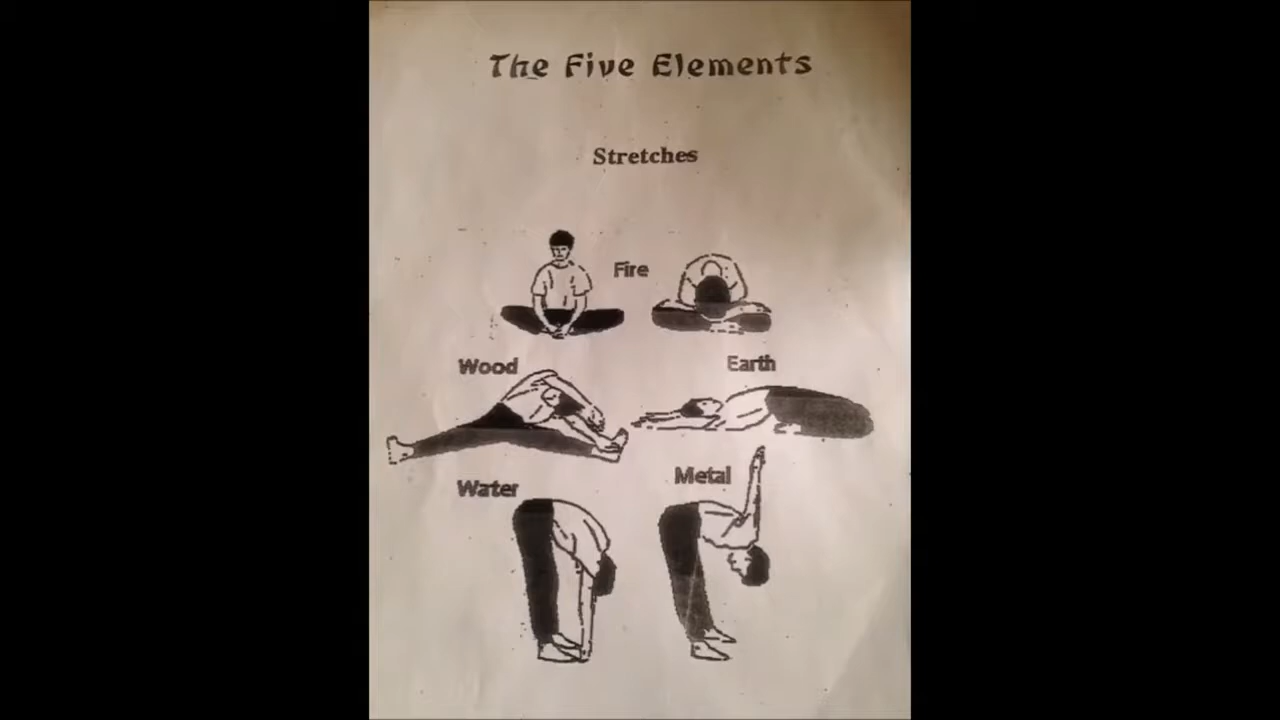 The Five Elements
Stretches
Fire
Wood
Earth
Water
Metal